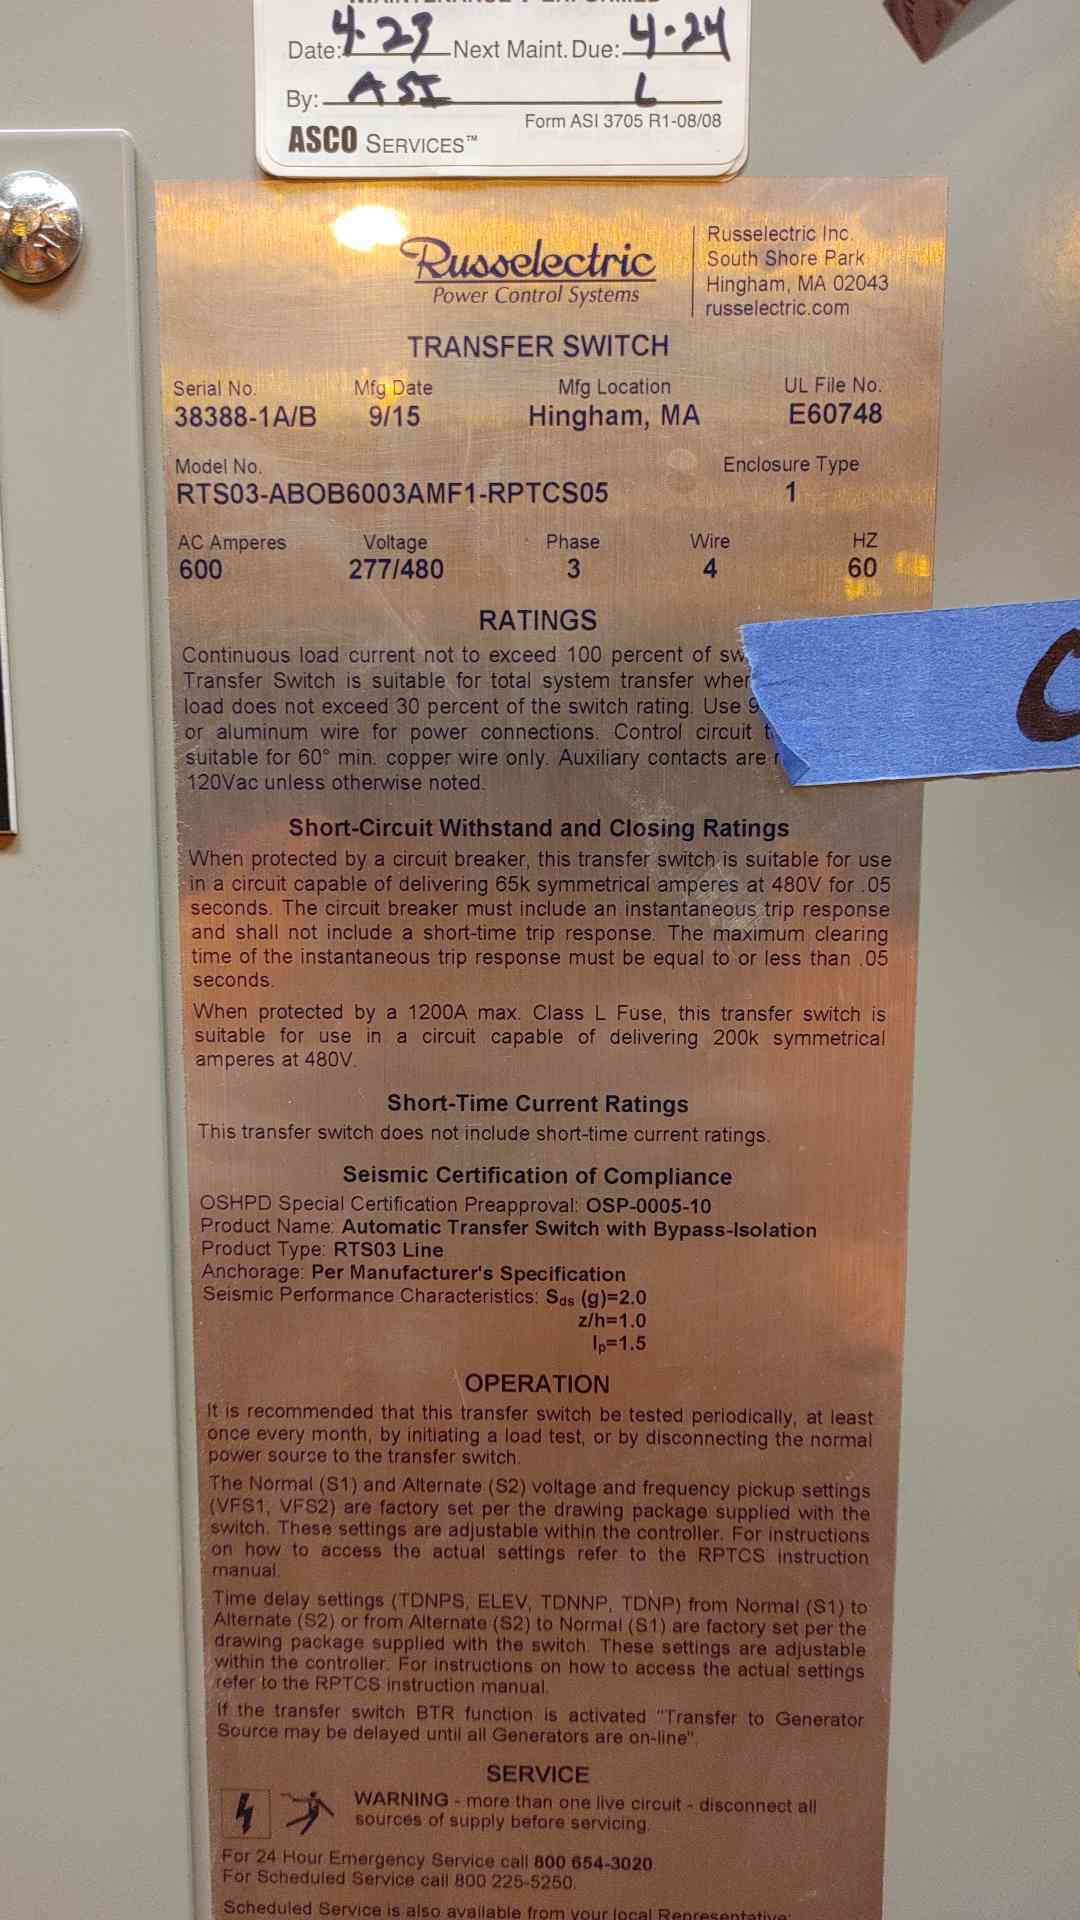 MAINTENANCE PERFORMED
Date: 4.23 Next Maint. Due: 4.24
By: ASI L
Form ASI 3705 R1-08/08
ASCO SERVICES™
Russelectric
Power Control Systems
Russelectric Inc.
South Shore Park
Hingham, MA 02043
russelectric.com
TRANSFER SWITCH
Serial No. Mfg Date Mfg Location UL File No.
38388-1A/B 9/15 Hingham, MA E60748
Model No. Enclosure Type
RTS03-ABOB6003AMF1-RPTCS05 1
AC Amperes Voltage Phase Wire HZ
600 277/480 3 4 60
RATINGS
Continuous load current not to exceed 100 percent of
Transfer Switch is suitable for total system transfer
load does not exceed 30 percent of the switch rating. Use
or aluminum wire for power connections. Control circuit
suitable for 60° min. copper wire only. Auxiliary contacts are
120Vac unless otherwise noted.
Short-Circuit Withstand and Closing Ratings
When protected by a circuit breaker, this transfer switch is suitable for use
in a circuit capable of delivering 65k symmetrical amperes at 480V for .05
seconds. The circuit breaker must include an instantaneous trip response
and shall not include a short-time trip response. The maximum clearing
time of the instantaneous trip response must be equal to or less than .05
seconds.
When protected by a 1200A max. Class L Fuse, this transfer switch is
suitable for use in a circuit capable of delivering 200k symmetrical
amperes at 480V.
Short-Time Current Ratings
This transfer switch does not include short-time current ratings.
Seismic Certification of Compliance
OSHPD Special Certification Preapproval: OSP-0005-10
Product Name: Automatic Transfer Switch with Bypass-Isolation
Product Type: RTS03 Line
Anchorage: Per Manufacturer's Specification
Seismic Performance Characteristics: Sds (g)=2.0
z/h=1.0
Ip=1.5
OPERATION
It is recommended that this transfer switch be tested periodically, at least
once every month, by initiating a load test, or by disconnecting the normal
power source to the transfer switch.
The Normal (S1) and Alternate (S2) voltage and frequency pickup settings
(VFS1, VFS2) are factory set per the drawing package supplied with the
switch. These settings are adjustable within the controller. For instructions
on how to access the actual settings refer to the RPTCS instruction
manual.
Time delay settings (TDNPS, ELEV, TDNNP, TDNP) from Normal (S1) to
Alternate (S2) or from Alternate (S2) to Normal (S1) are factory set per the
drawing package supplied with the switch. These settings are adjustable
within the controller. For instructions on how to access the actual settings
refer to the RPTCS instruction manual.
If the transfer switch BTR function is activated "Transfer to Generator
Source may be delayed until all Generators are on-line".
SERVICE
WARNING - more than one live circuit - disconnect all
sources of supply before servicing.
For 24 Hour Emergency Service call 800 654-3020.
For Scheduled Service call 800 225-5250.
Scheduled Service is also available from your local Representative: